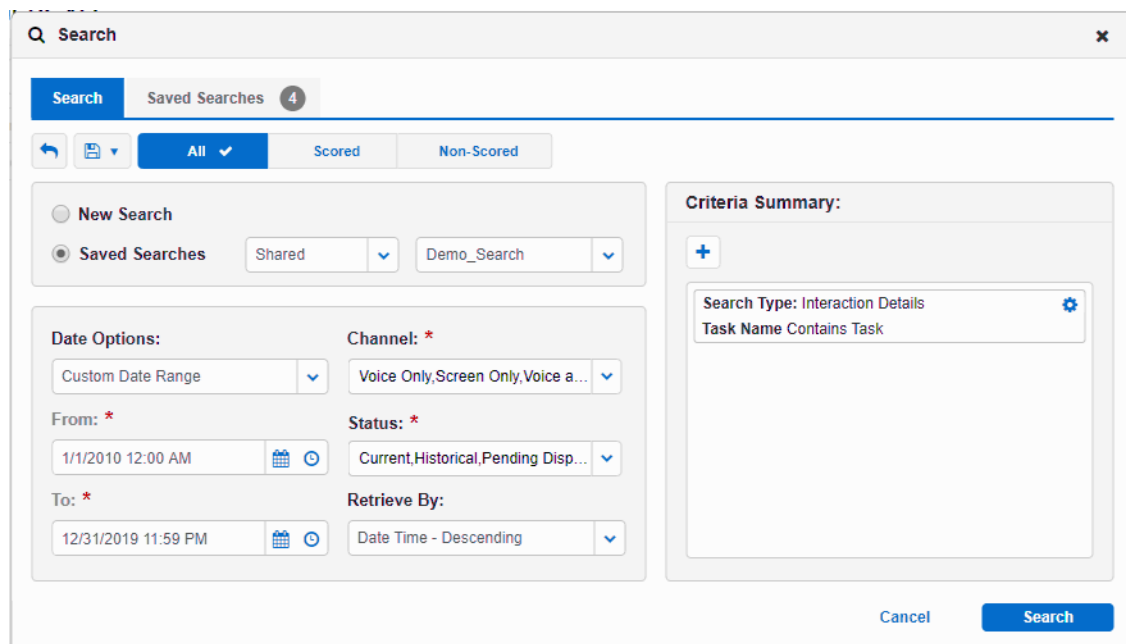 Search
Search Saved Searches 4
All Scored Non-Scored
New Search
Saved Searches Shared Demo_Search
Date Options: Channel: *
Custom Date Range Voice Only,Screen Only,Voice a...
From: * Status: *
1/1/2010 12:00 AM Current,Historical,Pending Disp...
To: * Retrieve By:
12/31/2019 11:59 PM Date Time - Descending
Criteria Summary:
Search Type: Interaction Details
Task Name Contains Task
Cancel Search